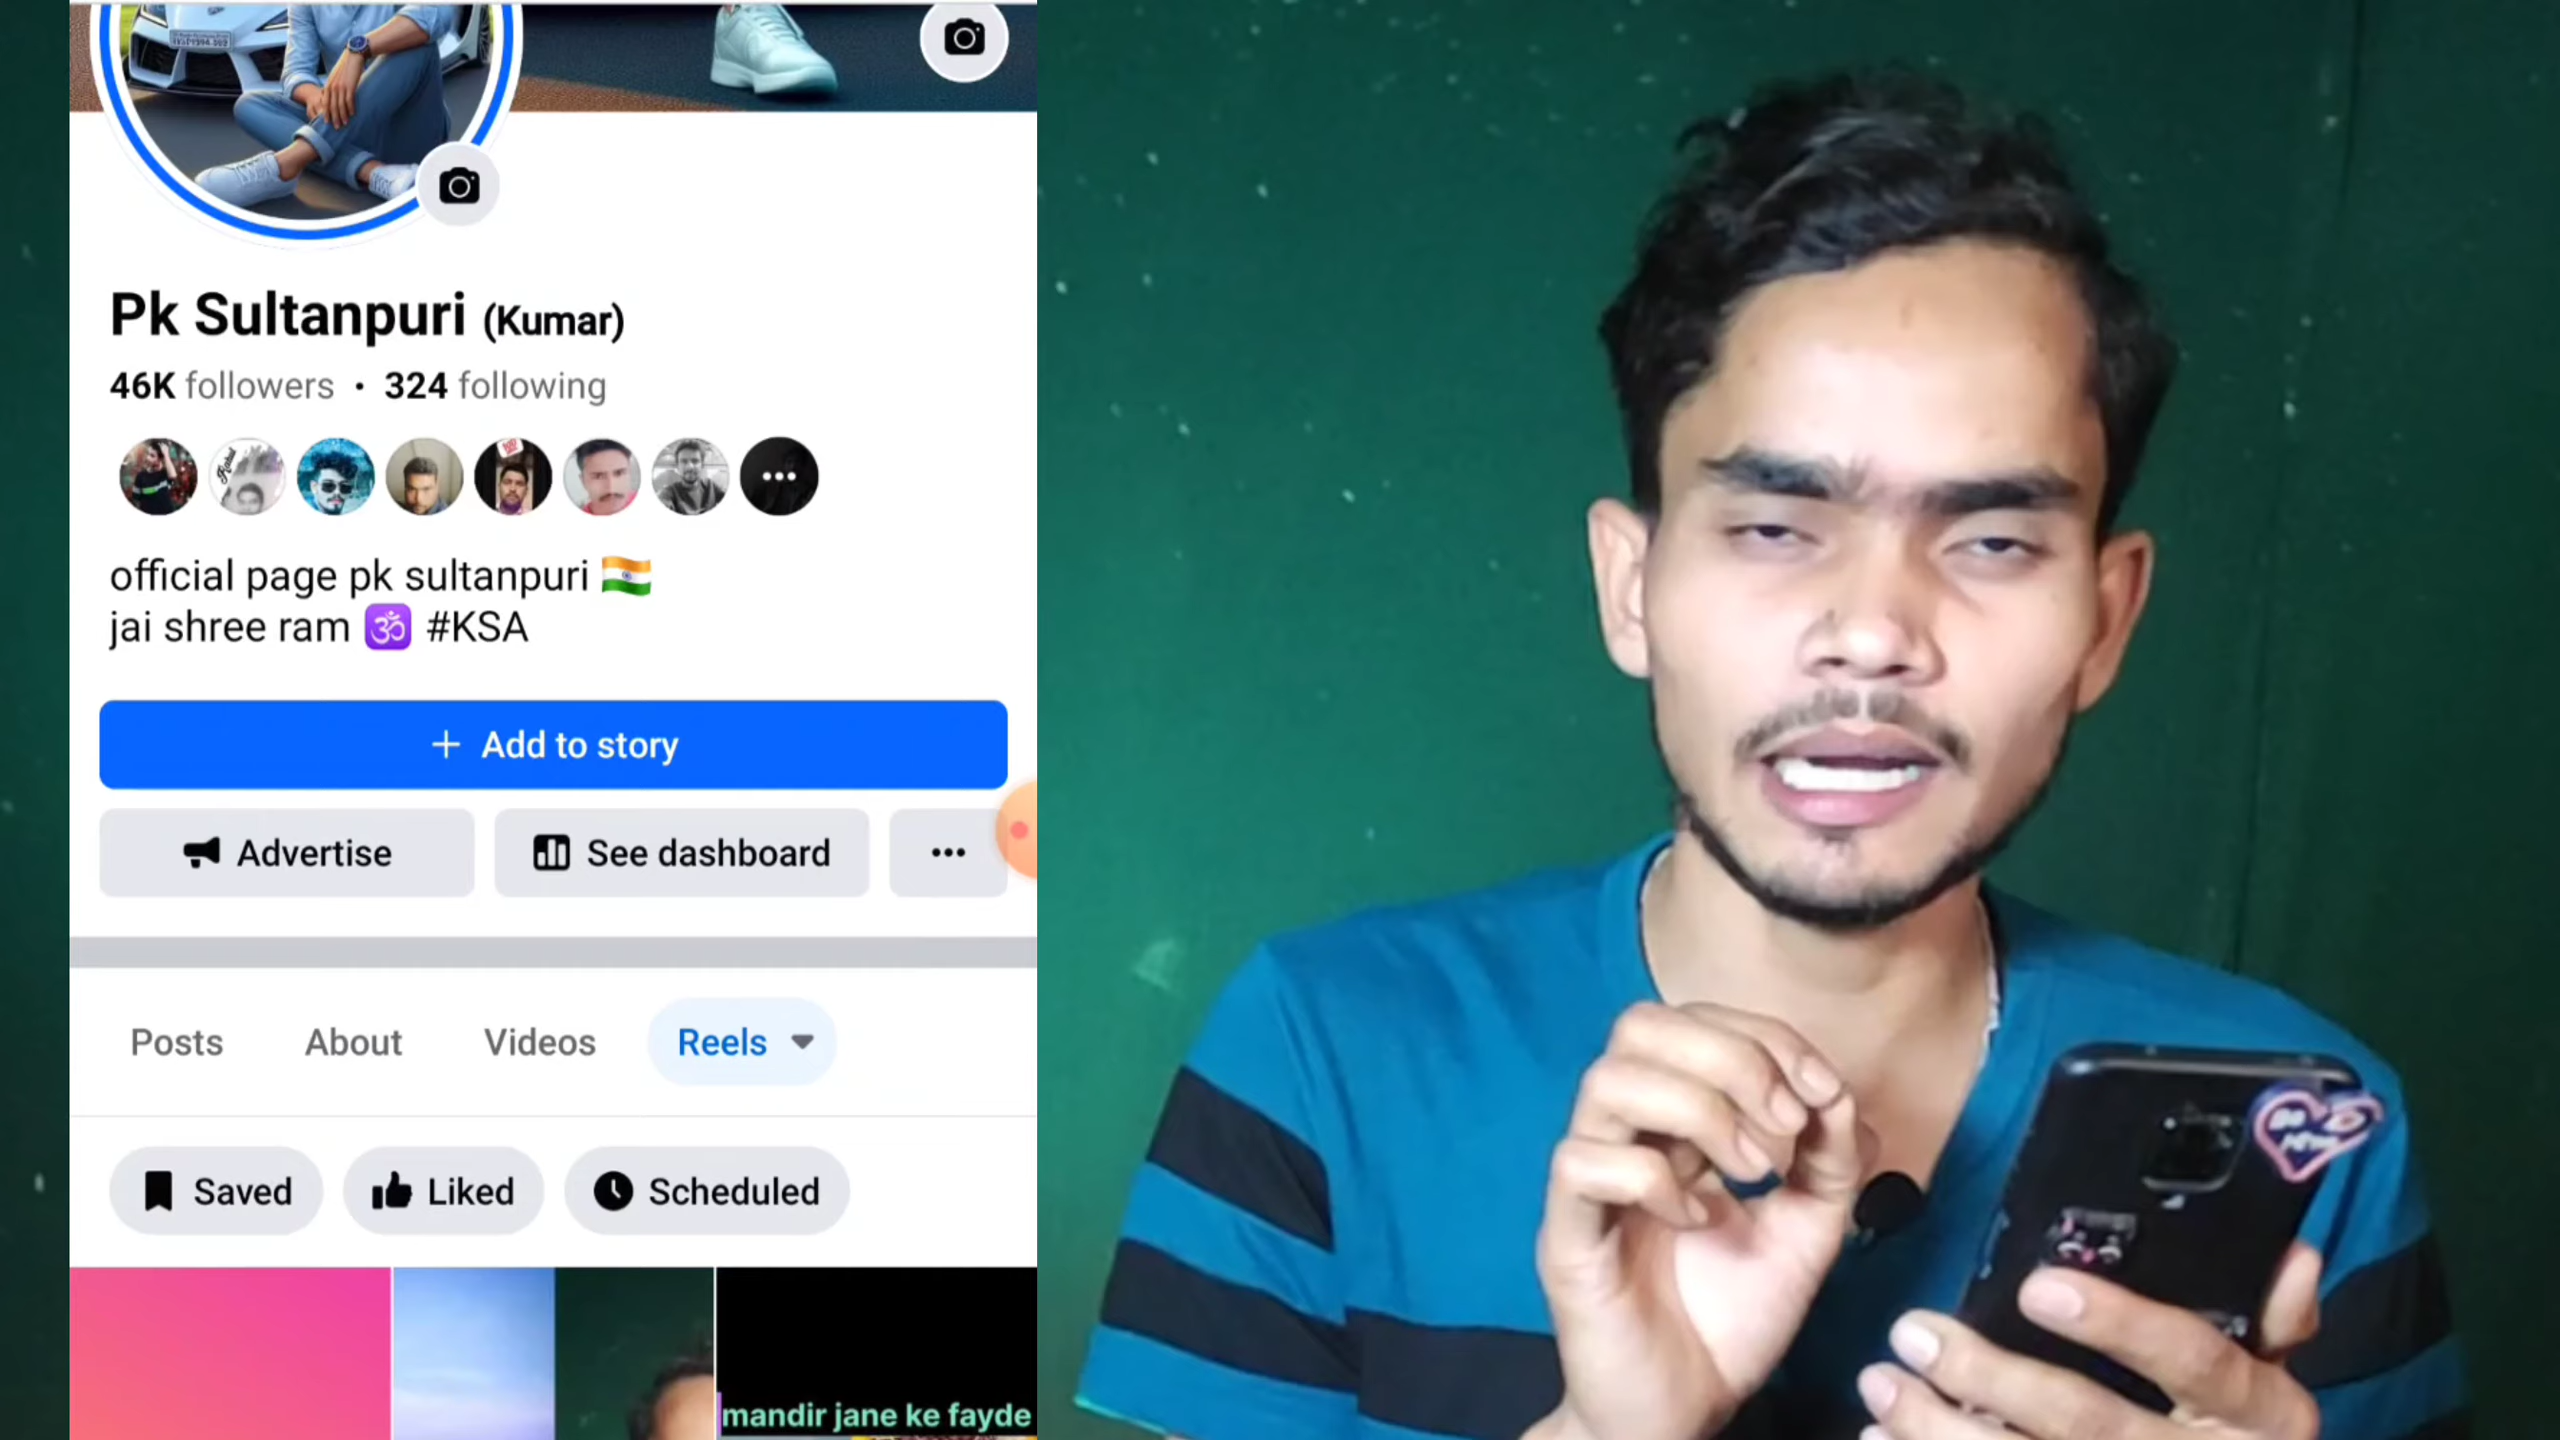 Pk Sultanpuri (Kumar)
46K followers • 324 following
official page pk sultanpuri 🇮🇳
jai shree ram 🕉 #KSA
+ Add to story
Advertise
See dashboard
Posts About Videos Reels
Saved Liked Scheduled
mandir jane ke fayde